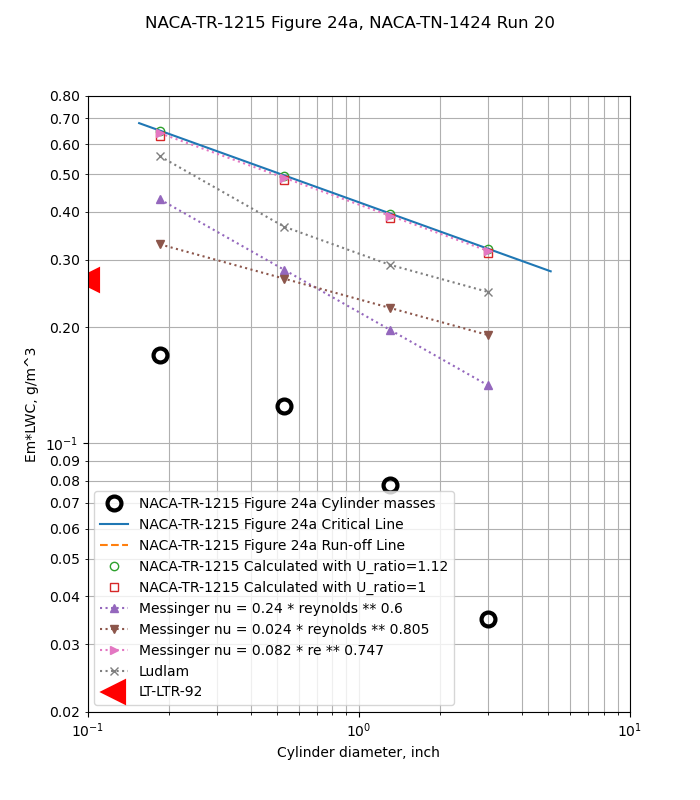 NACA-TR-1215 Figure 24a, NACA-TN-1424 Run 20
Em*LWC, g/m^3
0.80
0.70
0.60
0.50
0.40
0.30
0.20
10^-1
0.09
0.08
0.07
0.06
0.05
0.04
0.03
0.02
NACA-TR-1215 Figure 24a Cylinder masses
NACA-TR-1215 Figure 24a Critical Line
NACA-TR-1215 Figure 24a Run-off Line
NACA-TR-1215 Calculated with U_ratio=1.12
NACA-TR-1215 Calculated with U_ratio=1
Messinger nu = 0.24 * reynolds ** 0.6
Messinger nu = 0.024 * reynolds ** 0.805
Messinger nu = 0.082 * re ** 0.747
Ludlam
LT-LTR-92
10^-1 10^0 10^1
Cylinder diameter, inch